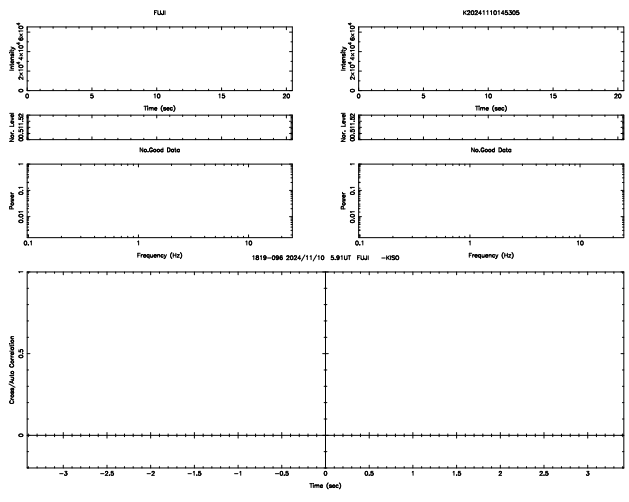 FUJI
K20241110145305
Intensity
0 2×10⁴ 4×10⁴ 6×10⁴
0 5 10 15 20
Time (sec)
Intensity
0 2×10⁴ 4×10⁴ 6×10⁴
0 5 10 15 20
Time (sec)
Nor. Level
00.511.52
Nor. Level
00.511.52
No.Good Data
No.Good Data
Power
1
0.1
0.01
0.1 1 10
Frequency (Hz)
Power
1
0.1
0.01
0.1 1 10
Frequency (Hz)
1819-096 2024/11/10 5.91UT FUJI -KISO
Cross/Auto Correlation
1
0.5
0
-3 -2.5 -2 -1.5 -1 -0.5 0 0.5 1 1.5 2 2.5 3
Time (sec)